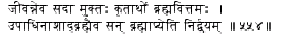 जीवन्नेव सदा मुक्तः कृतार्थो ब्रह्मवित्तमः ।
उपाधिनाशाद्ब्रह्मैव सन् ब्रह्माप्येति निर्द्वयम् ॥ ५५४॥